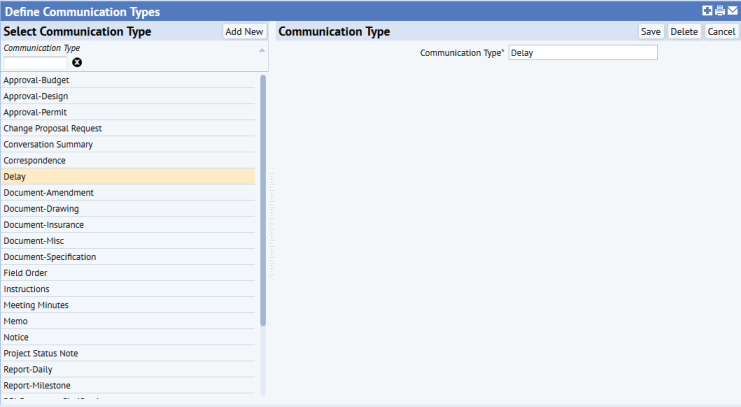 Define Communication Types
Select Communication Type
Add New
Communication Type
Approval-Budget
Approval-Design
Approval-Permit
Change Proposal Request
Conversation Summary
Correspondence
Delay
Document-Amendment
Document-Drawing
Document-Insurance
Document-Misc
Document-Specification
Field Order
Instructions
Meeting Minutes
Memo
Notice
Project Status Note
Report-Daily
Report-Milestone
Communication Type
Save Delete Cancel
Communication Type* Delay